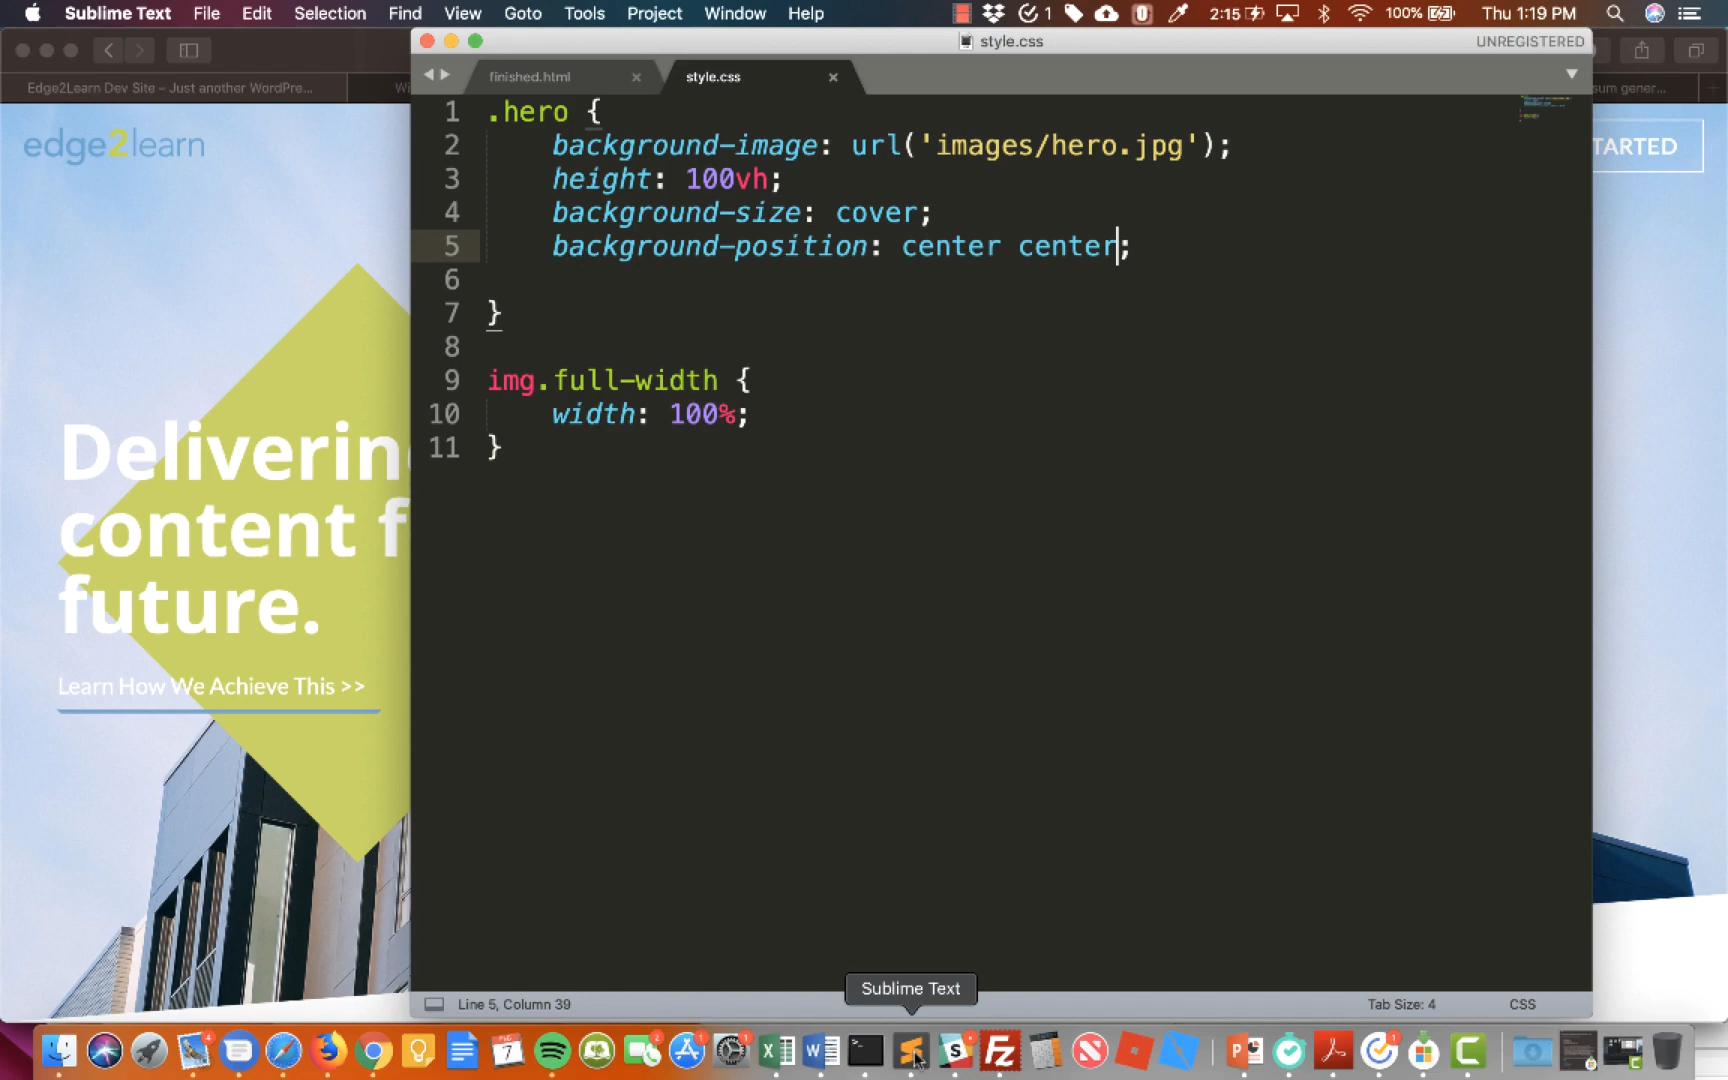 Sublime Text File Edit Selection Find View Goto Tools Project Window Help 1 2:15 100% Thu 1:19 PM
style.css UNREGISTERED
finished.html style.css
Edge2Learn Dev Site – Just another WordPre... Wi sum gener...
edge2learn
TARTED
1 .hero {
2 background-image: url('images/hero.jpg');
3 height: 100vh;
4 background-size: cover;
5 background-position: center center;
6
7 }
8
9 img.full-width {
10 width: 100%;
11 }
Deliverin
content f
future.
Learn How We Achieve This >>
Sublime Text
Line 5, Column 39 Tab Size: 4 CSS